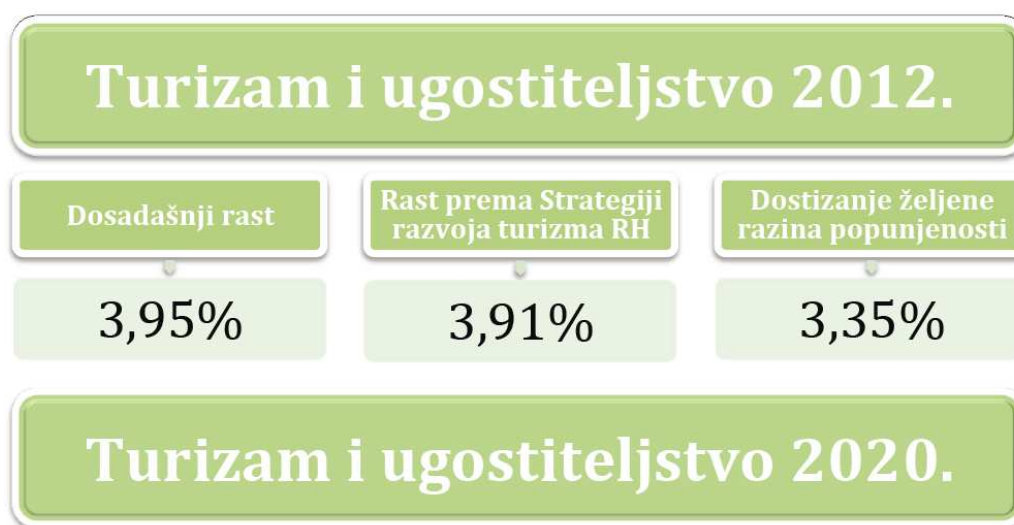 Turizam i ugostiteljstvo 2012.
Dosadašnji rast
Rast prema Strategiji
razvoja turizma RH
Dostizanje željene
razina popunjenosti
3,95%
3,91%
3,35%
Turizam i ugostiteljstvo 2020.